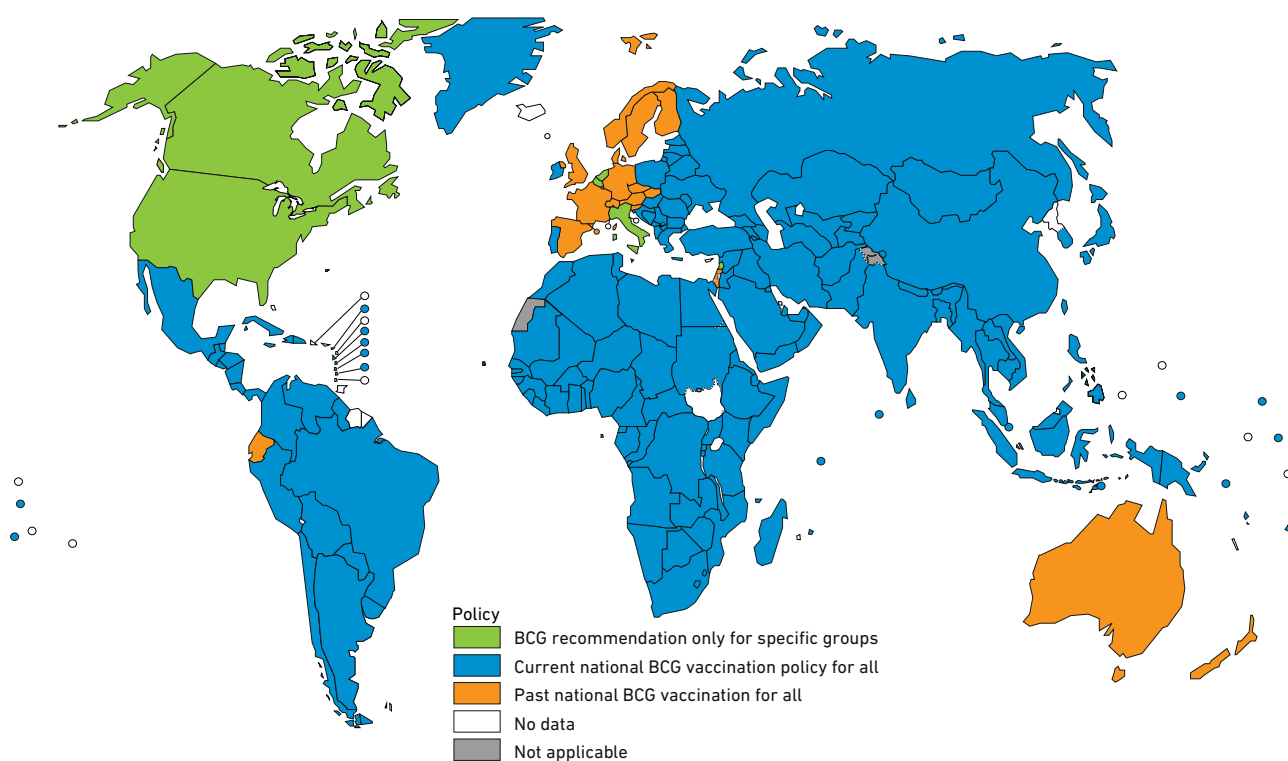 Policy
BCG recommendation only for specific groups
Current national BCG vaccination policy for all
Past national BCG vaccination for all
No data
Not applicable